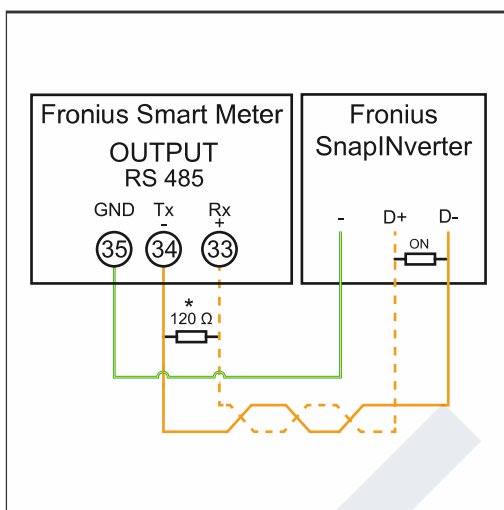 Fronius Smart Meter
OUTPUT
RS 485
GND Tx Rx
- +
35 34 33
*
120 Ω
Fronius
SnapINverter
- D+ D-
ON